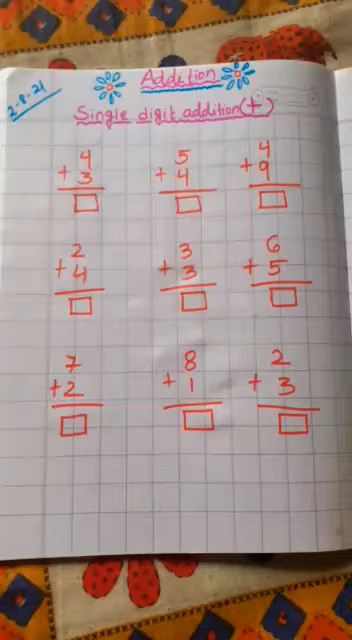 2-8-21
Addition
Single digit addition(+)
4 5 4
+ 3 + 4 + 9
2 3 6
+ 4 + 3 + 5
7 8 2
+ 2 + 1 + 3